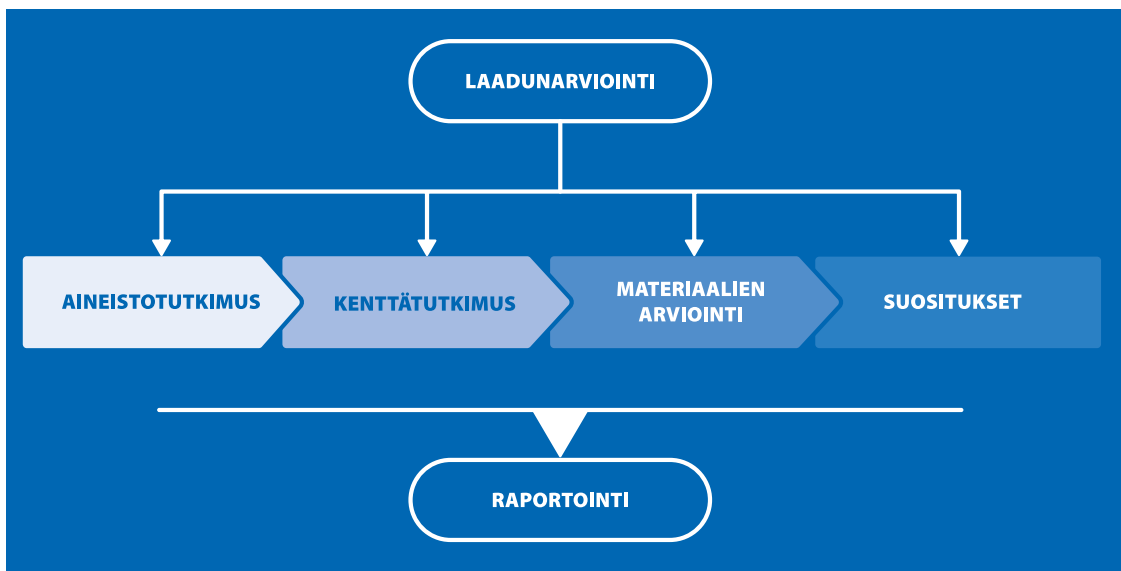 LAADUNARVIOINTI
AINEISTOTUTKIMUS
KENTTÄTUTKIMUS
MATERIAALIEN
ARVIOINTI
SUOSITUKSET
RAPORTOINTI